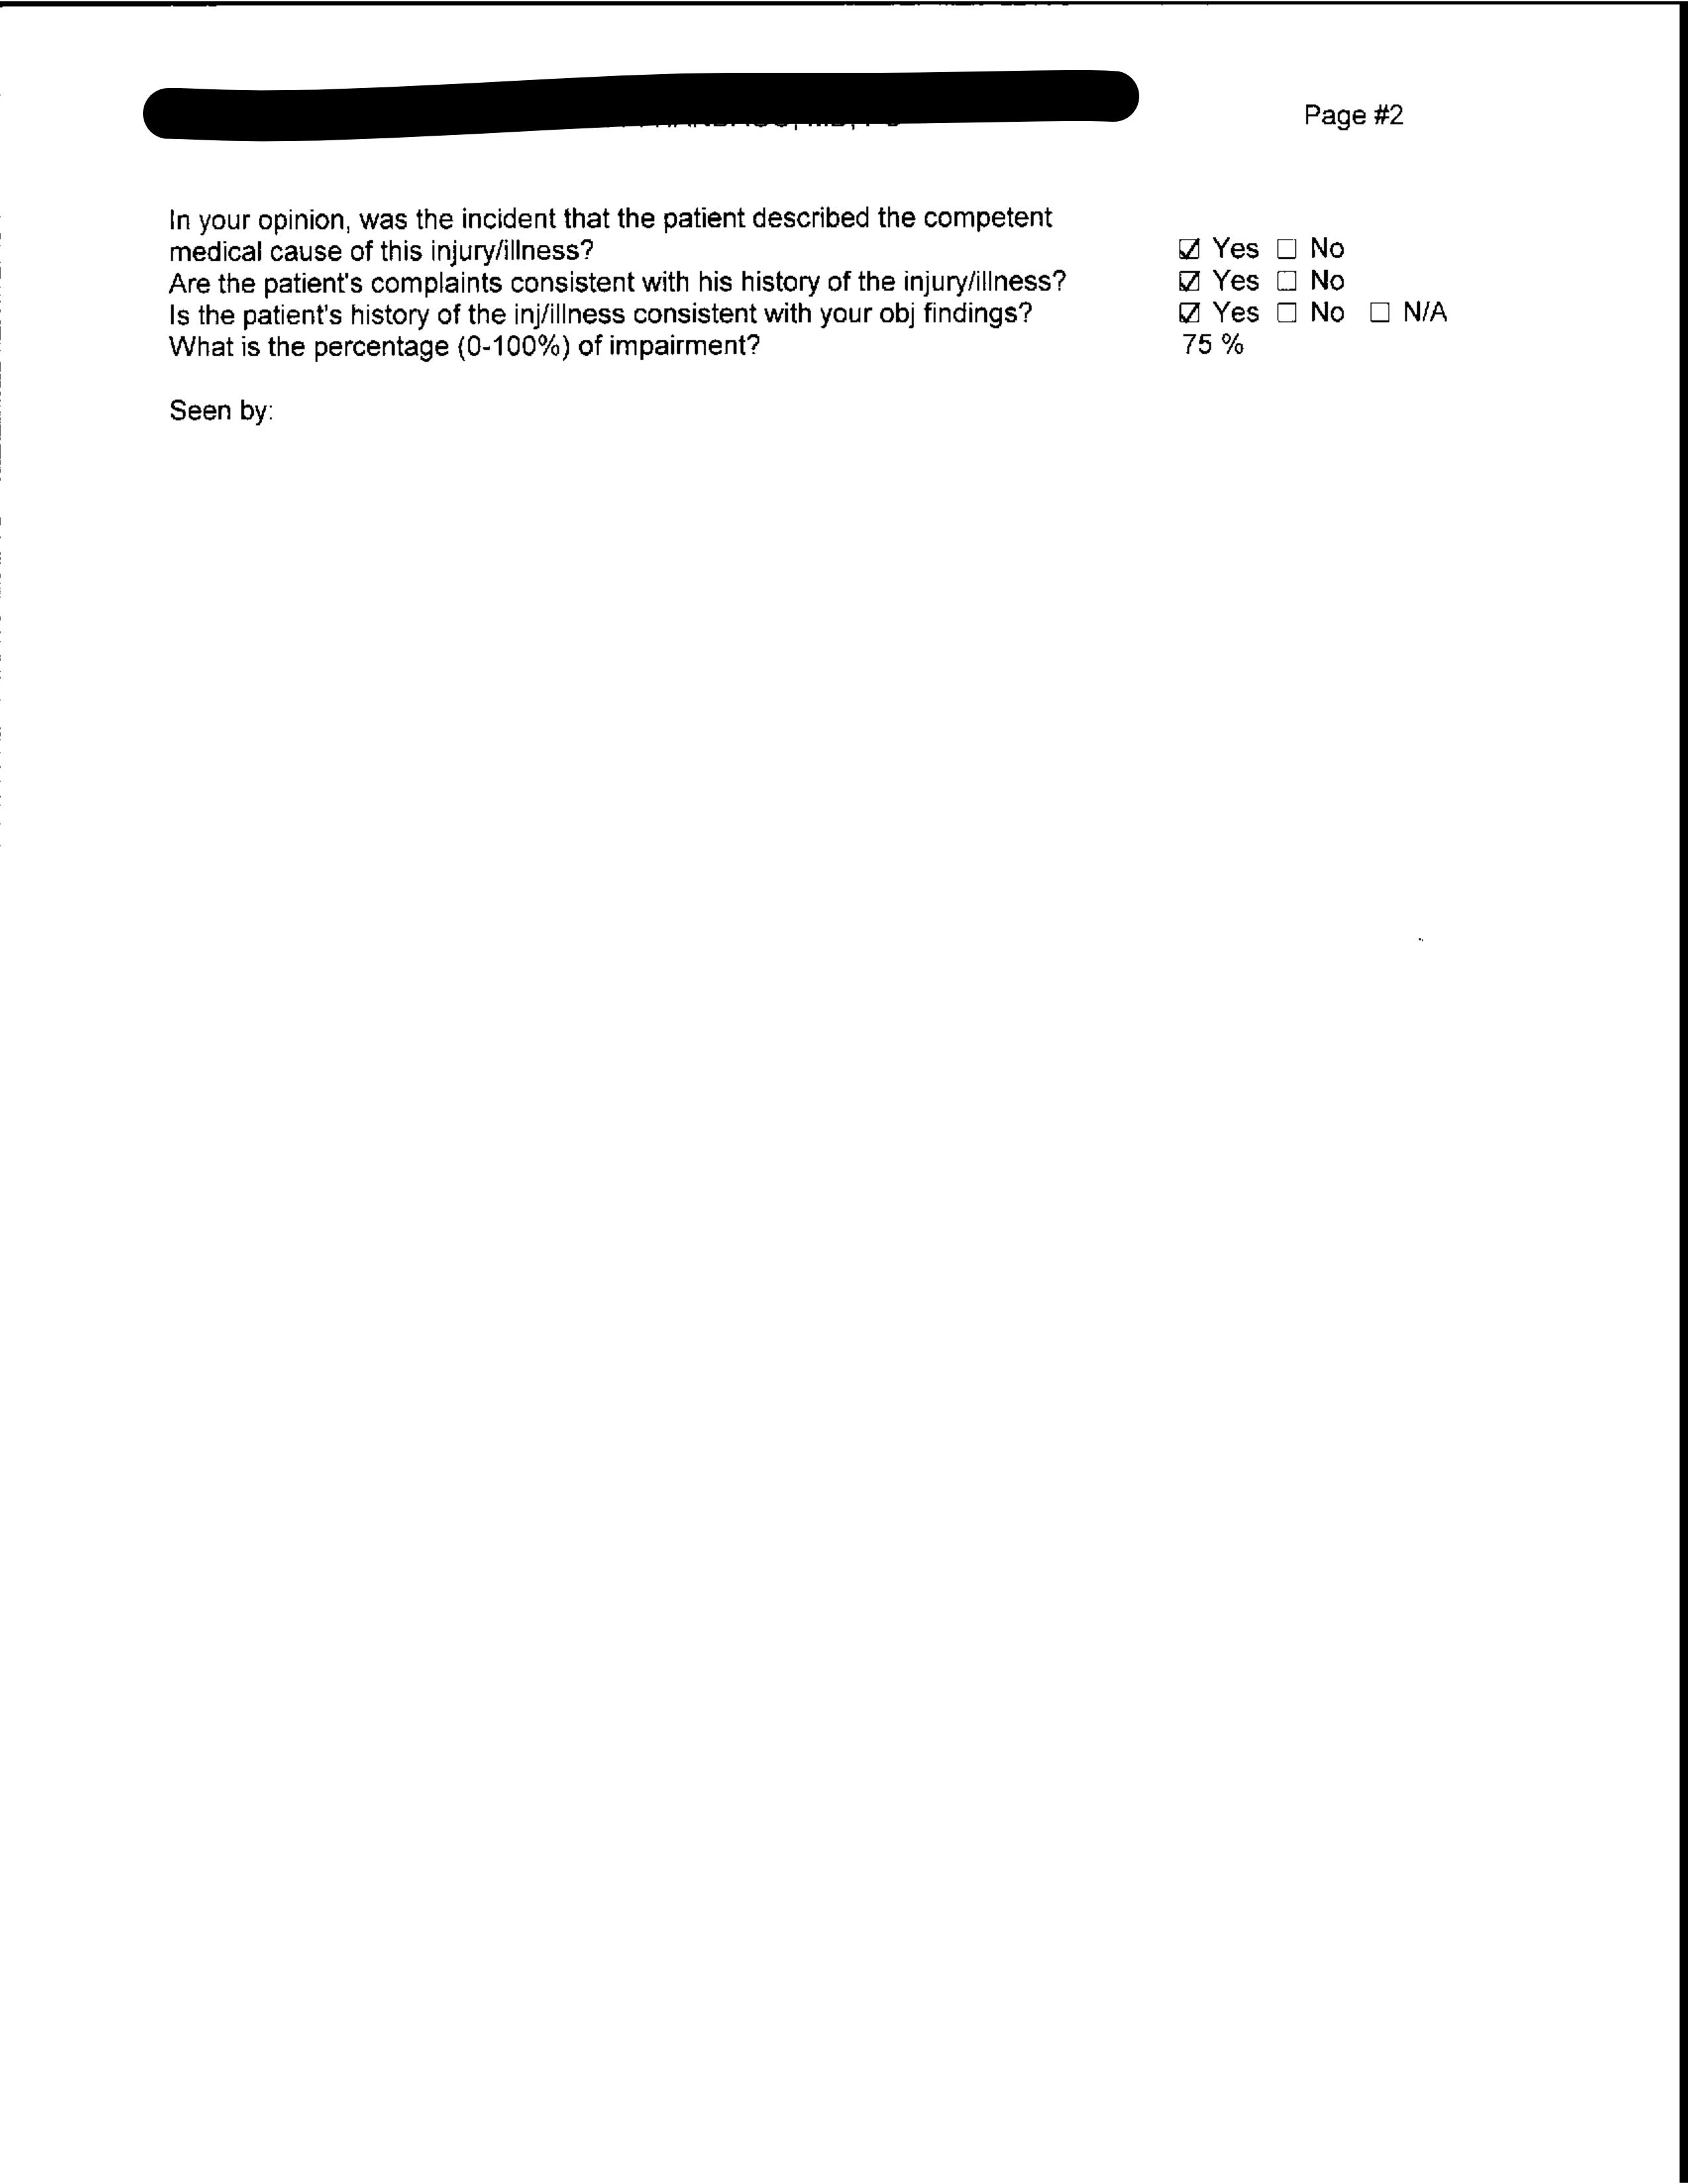 Page #2
In your opinion, was the incident that the patient described the competent
medical cause of this injury/illness? ☑ Yes ☐ No
Are the patient's complaints consistent with his history of the injury/illness? ☑ Yes ☐ No
Is the patient's history of the inj/illness consistent with your obj findings? ☑ Yes ☐ No ☐ N/A
What is the percentage (0-100%) of impairment? 75 %
Seen by: